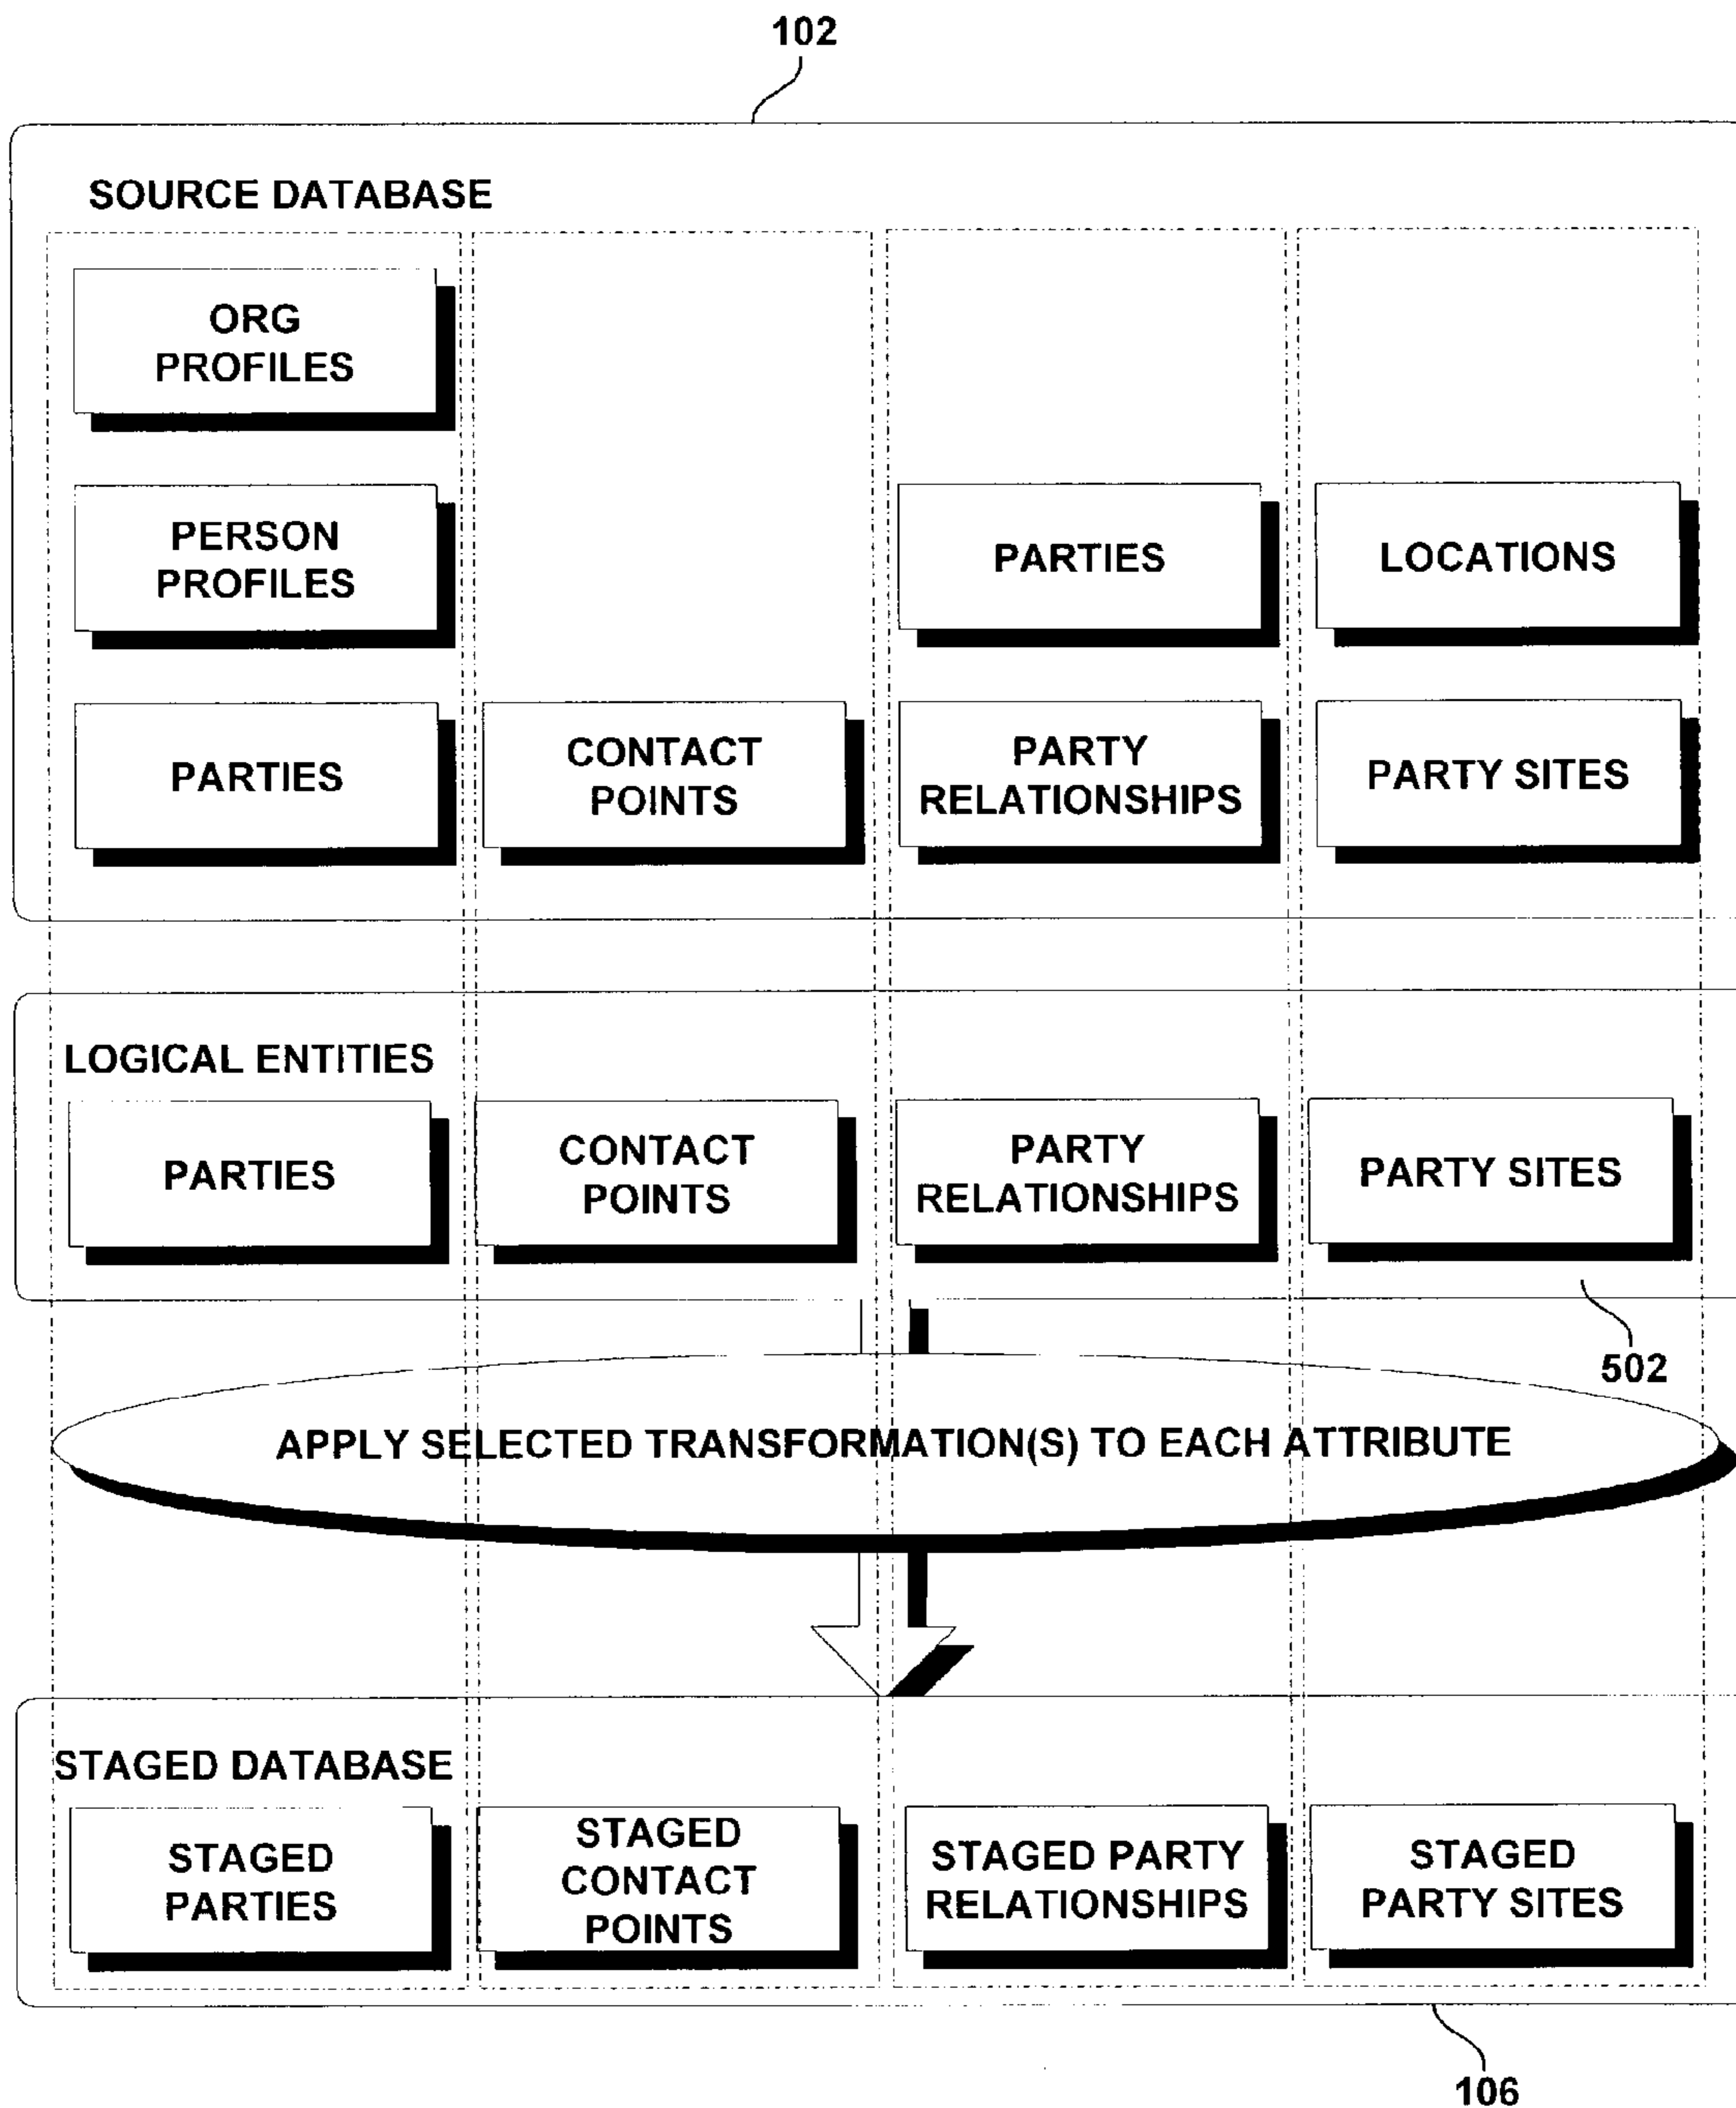 102
SOURCE DATABASE
ORG
PROFILES
PERSON
PROFILES
PARTIES
LOCATIONS
PARTIES
CONTACT
POINTS
PARTY
RELATIONSHIPS
PARTY SITES
LOGICAL ENTITIES
PARTIES
CONTACT
POINTS
PARTY
RELATIONSHIPS
PARTY SITES
502
APPLY SELECTED TRANSFORMATION(S) TO EACH ATTRIBUTE
STAGED DATABASE
STAGED
PARTIES
STAGED
CONTACT
POINTS
STAGED PARTY
RELATIONSHIPS
STAGED
PARTY SITES
106